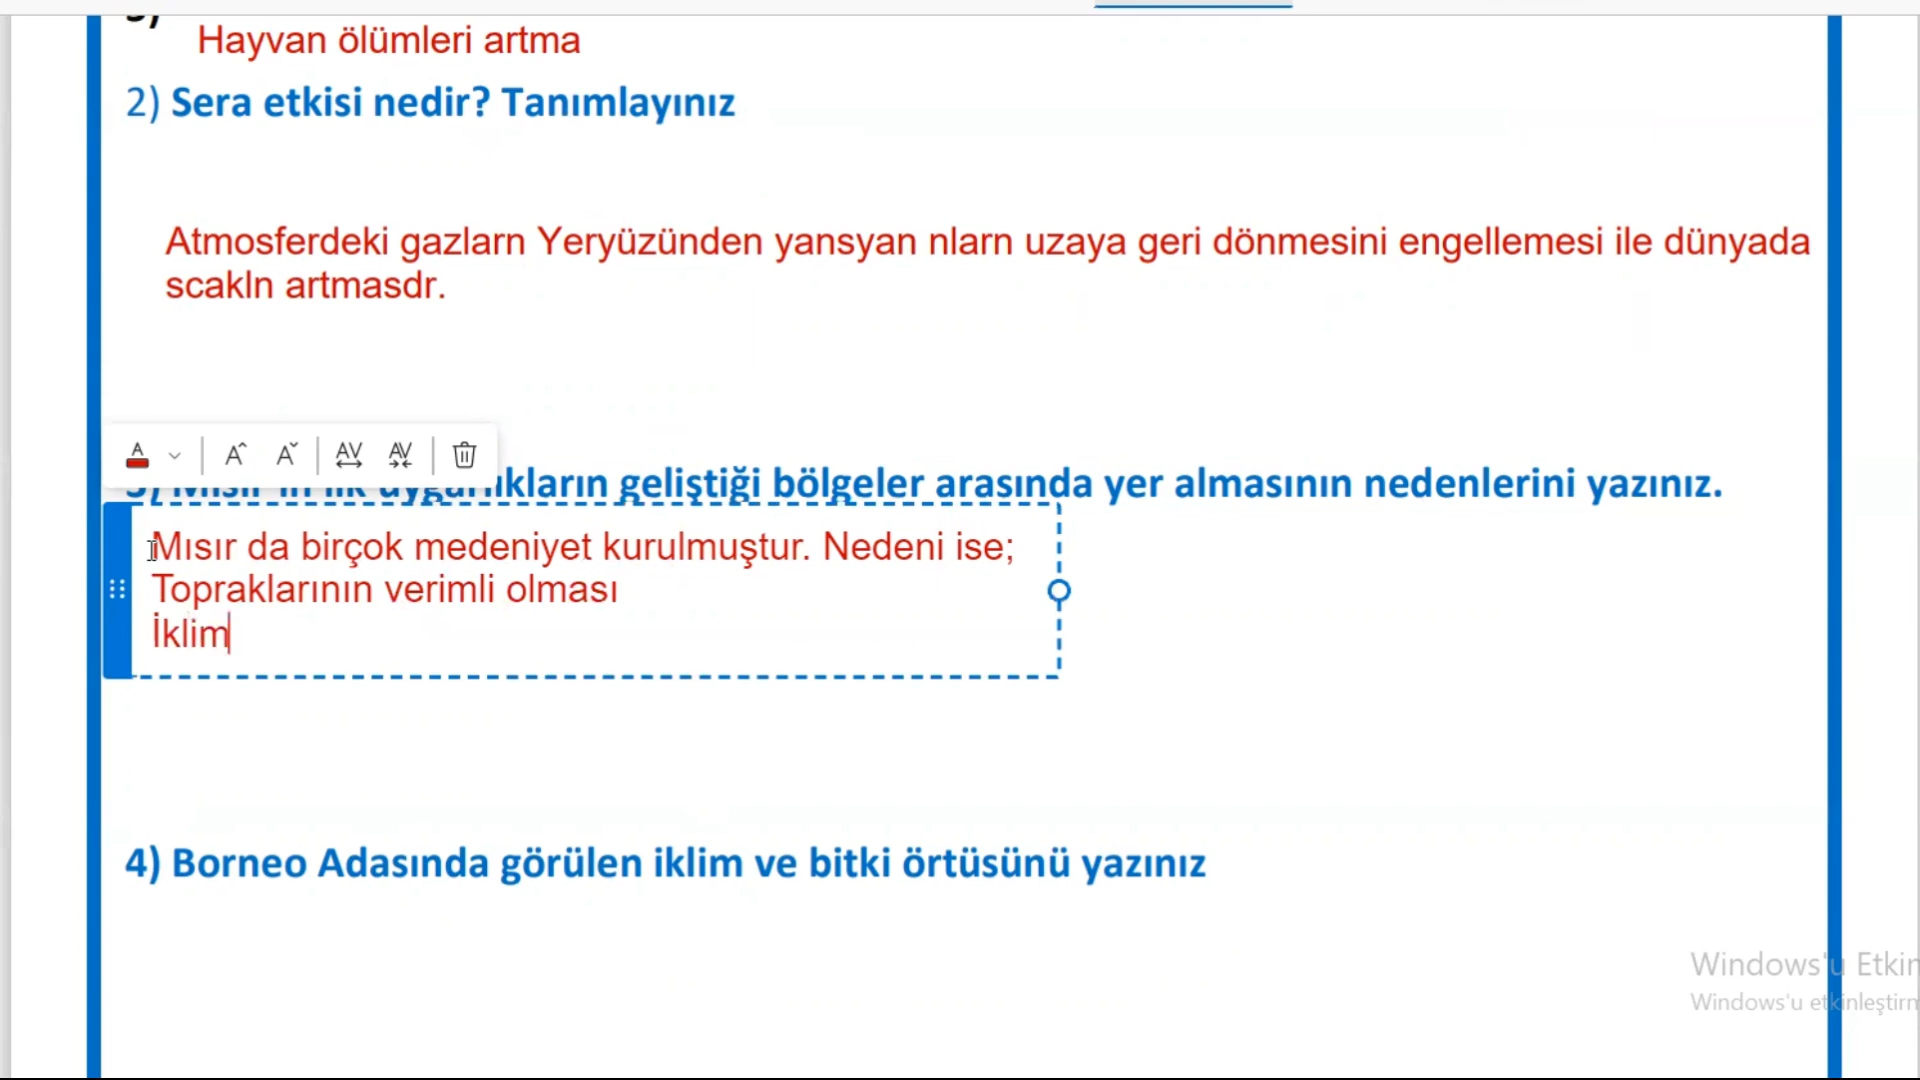 Hayvan ölümleri artma
2) Sera etkisi nedir? Tanımlayınız
Atmosferdeki gazlarn Yeryüzünden yansyan nlarn uzaya geri dönmesini engellemesi ile dünyada
scakln artmasdr.
geliştiği bölgeler arasında yer almasının nedenlerini yazınız.
Mısır da birçok medeniyet kurulmuştur. Nedeni ise;
Topraklarının verimli olması
İklim
4) Borneo Adasında görülen iklim ve bitki örtüsünü yazınız
Windows'u Etkin
Windows'u etkinleştirm